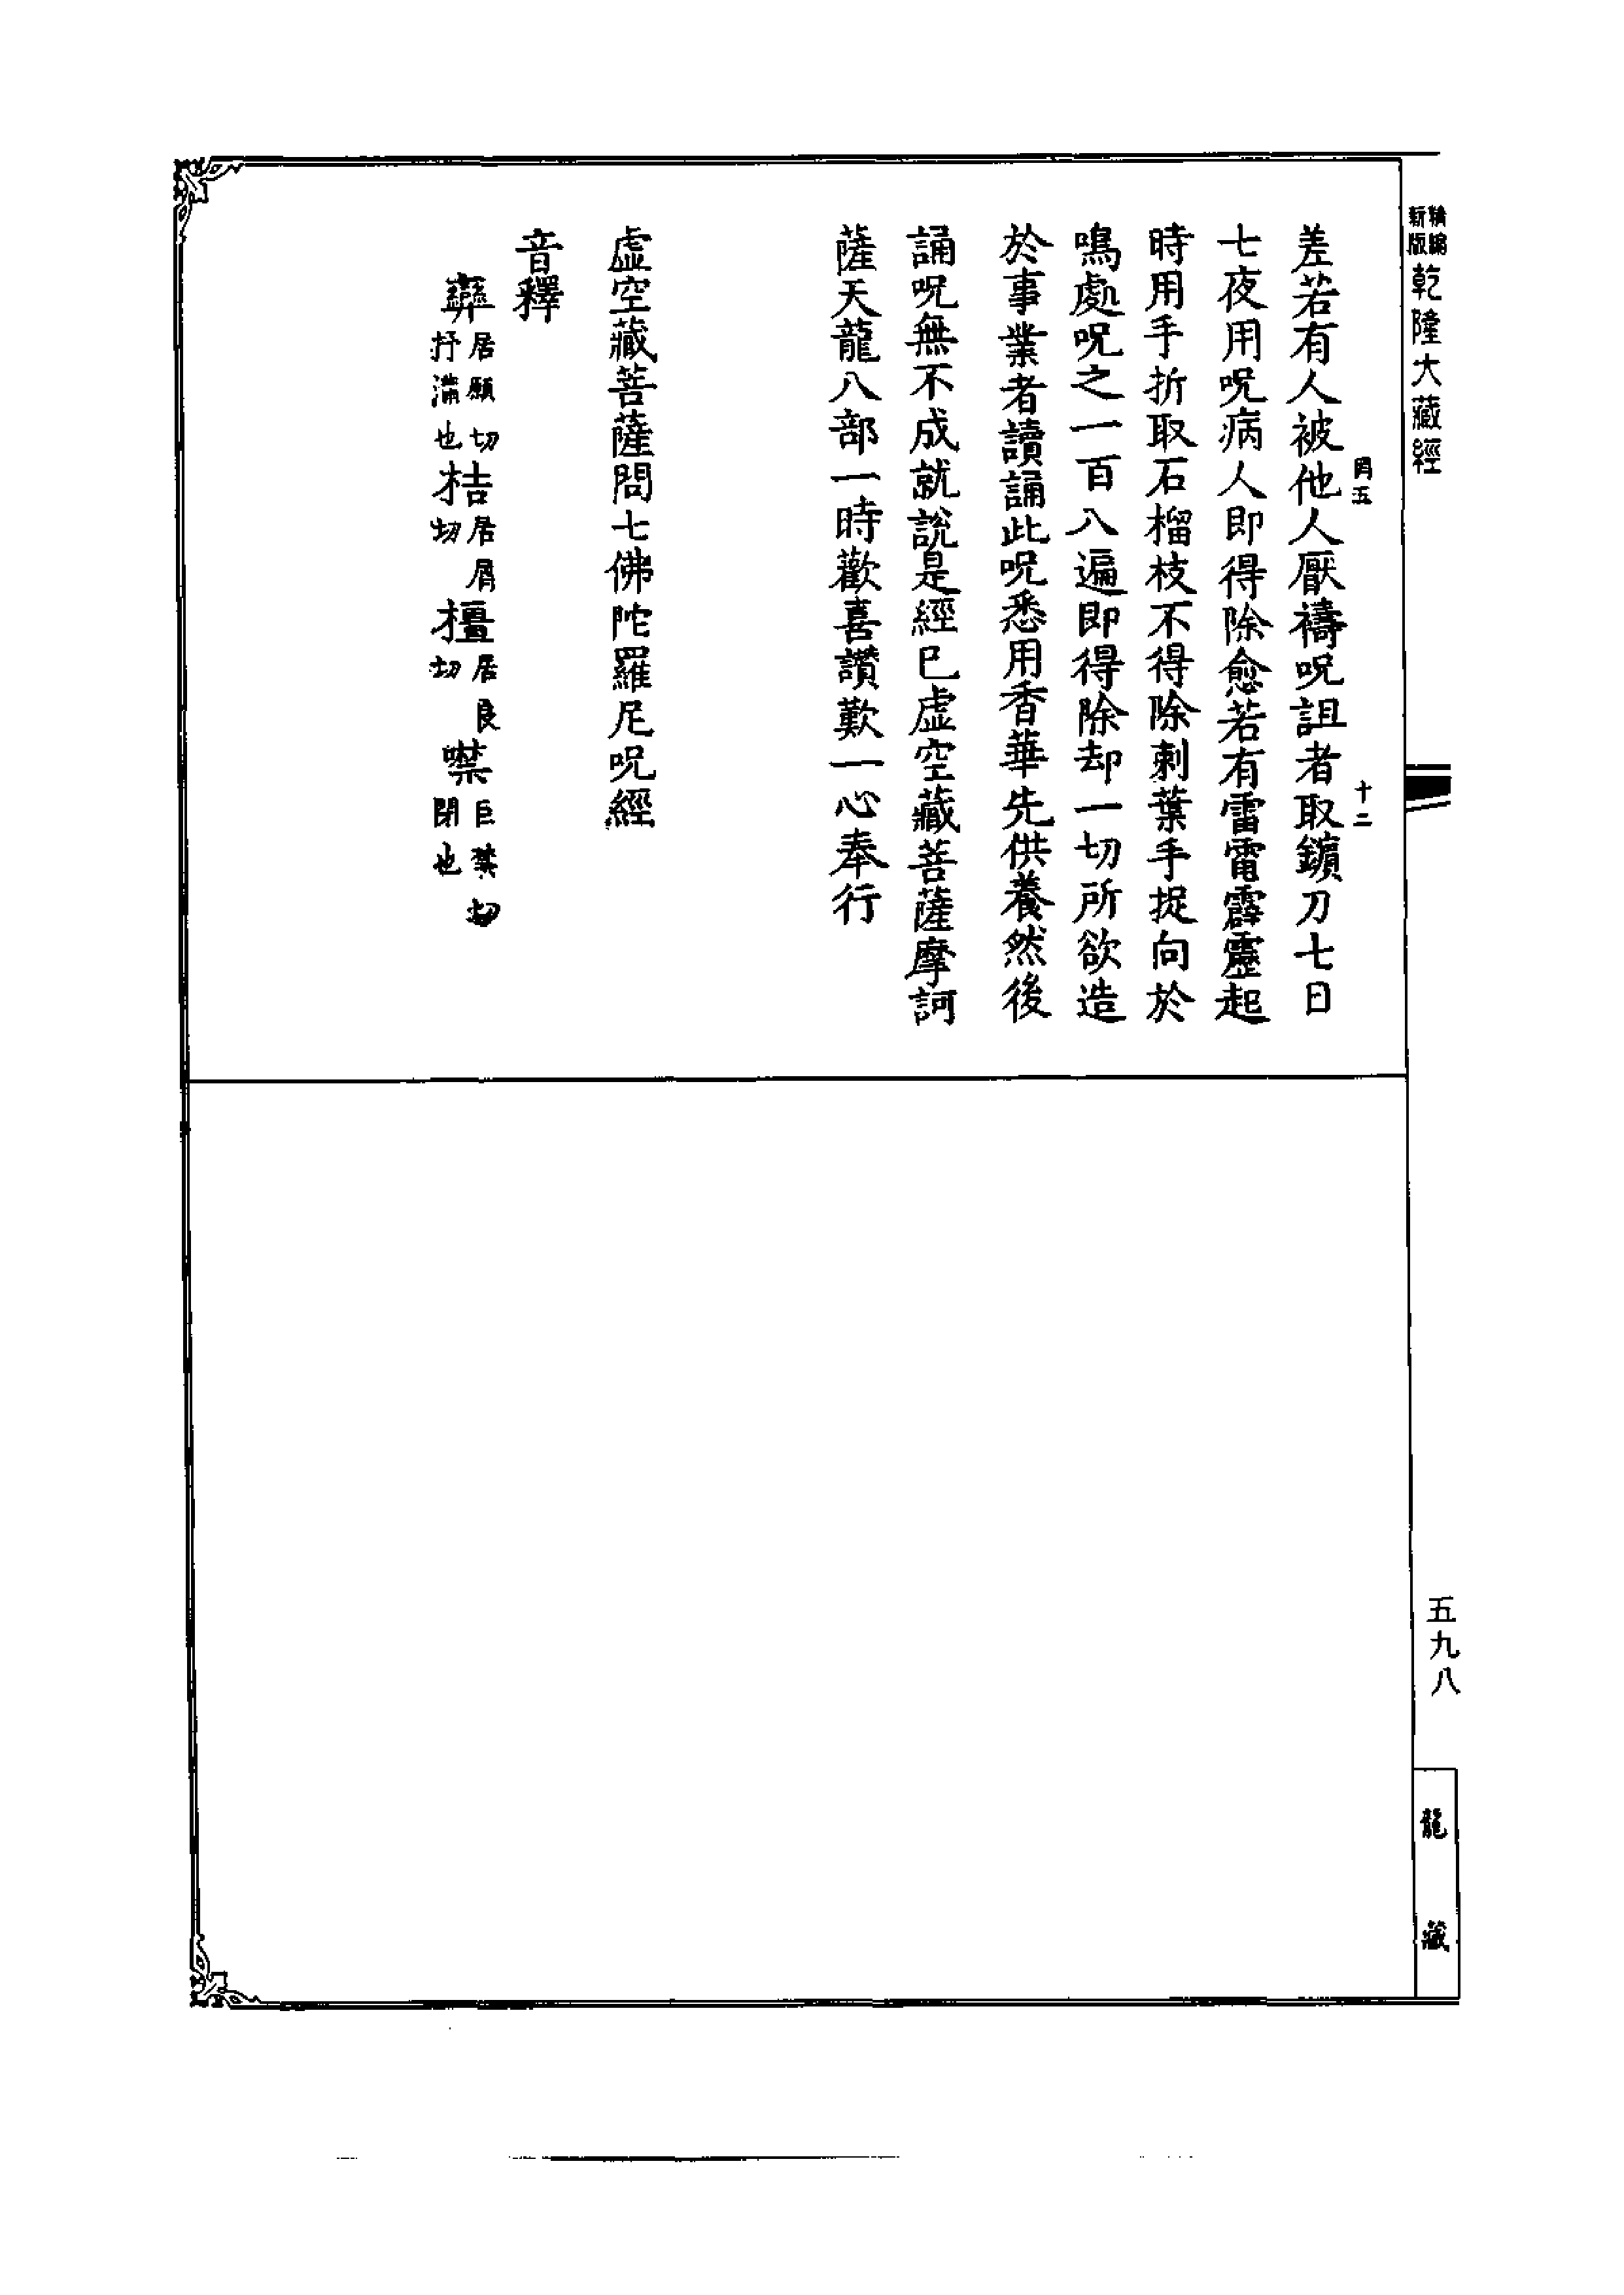 新編
新版
乾隆大藏經
罔五
十二
差若有人被他人厭禱呪詛者取鑌刀七日
七夜用呪病人即得除愈若有雷電霹靂起
時用手折取石榴枝不得除刺葉手捉向於
鳴處呪之一百八遍即得除却一切所欲造
於事業者讀誦此呪悉用香華先供養然後
誦呪無不成就說是經已虛空藏菩薩摩訶
薩天龍八部一時歡喜讚歎一心奉行
虛空藏菩薩問七佛陀羅尼呪經
音釋
居願切抒滿也桔居屑切橿居良切噤巨禁切閉也
五九八
龍藏